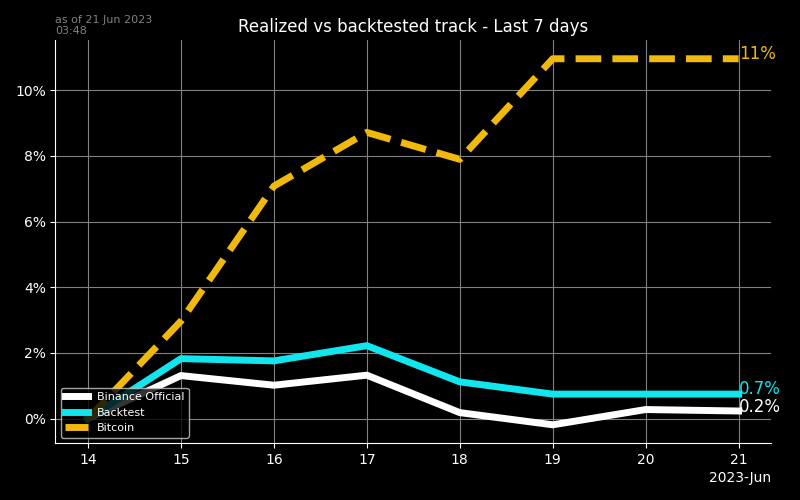 as of 21 Jun 2023
03:48
Realized vs backtested track - Last 7 days
11%
10%
8%
6%
4%
2%
0%
0.7%
0.2%
Binance Official
Backtest
Bitcoin
14 15 16 17 18 19 20 21
2023-Jun